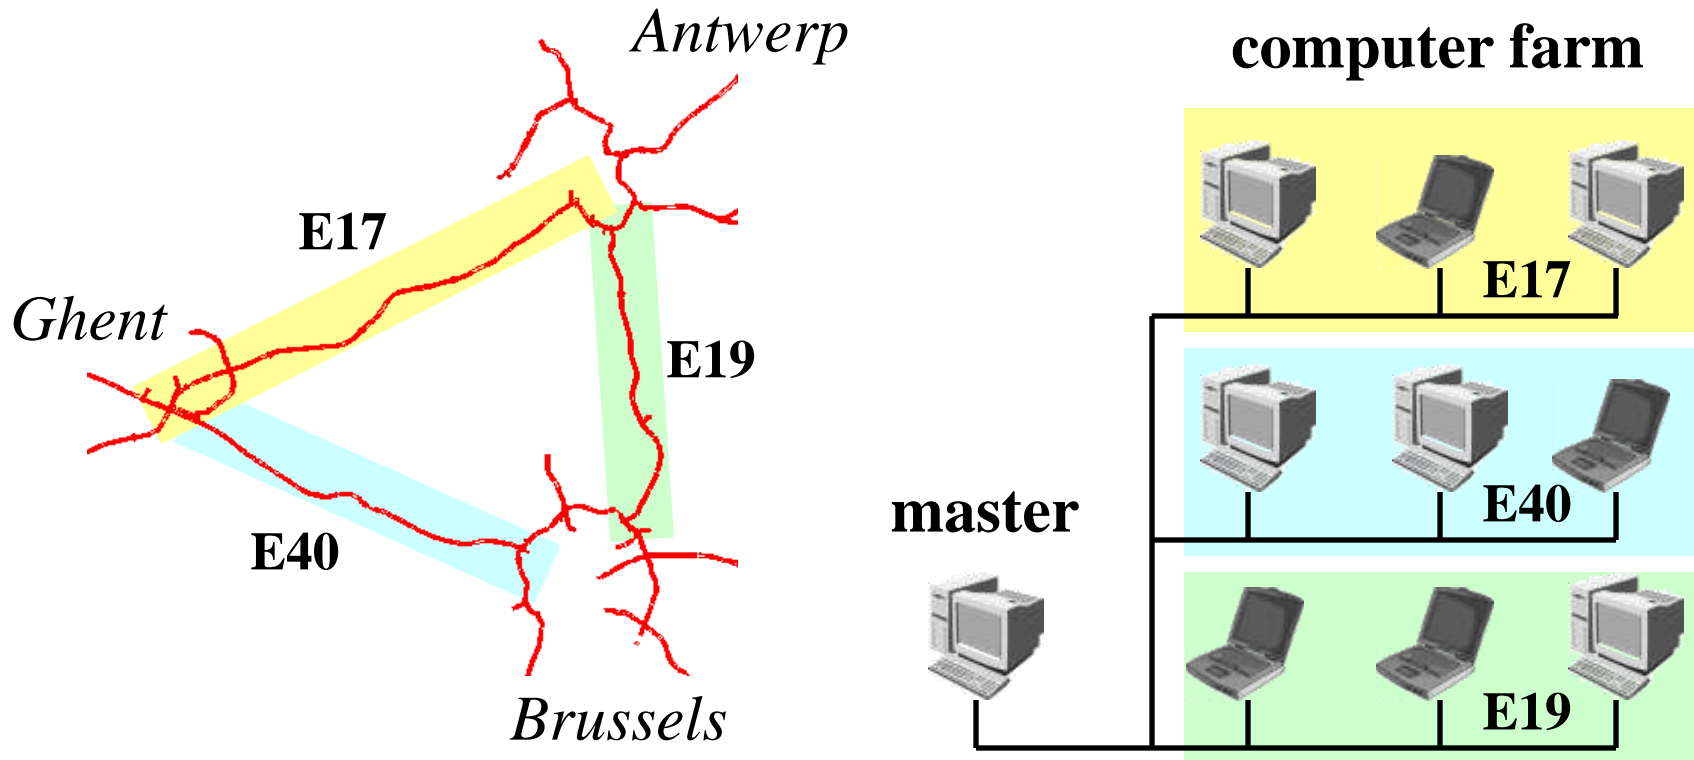 Antwerp
E17
Ghent
E19
E40
Brussels
computer farm
E17
E40
master
E19